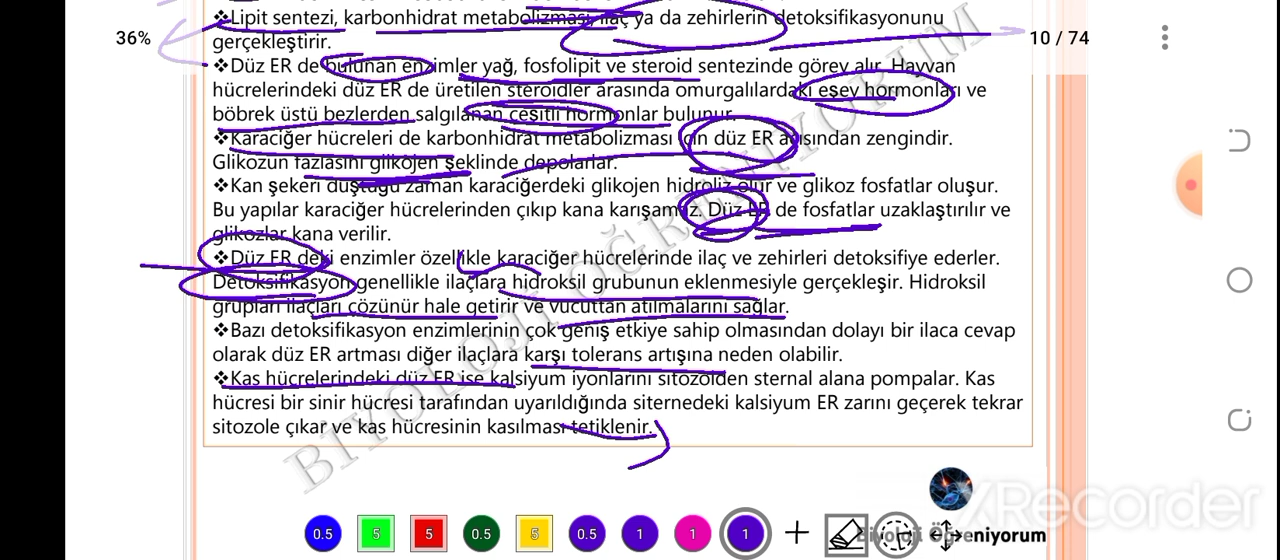 ❖Lipit sentezi, karbonhidrat metabolizması, ilaç ya da zehirlerin detoksifikasyonunu
36%
10 / 74
gerçekleştirir.
❖Düz ER de bulunan enzimler yağ, fosfolipit ve steroid sentezinde görev alır. Hayvan
hücrelerindeki düz ER de üretilen steroidler arasında omurgalılardaki eşey hormonları ve
böbrek üstü bezlerden salgılanan çeşitli hormonlar bulunur.
❖Karaciğer hücreleri de karbonhidrat metabolizması için düz ER açısından zengindir.
Glikozun fazlasını glikojen şeklinde depolarlar.
❖Kan şekeri düştüğü zaman karaciğerdeki glikojen hidroliz olur ve glikoz fosfatlar oluşur.
Bu yapılar karaciğer hücrelerinden çıkıp kana karışamaz. Düz ER de fosfatlar uzaklaştırılır ve
glikozlar kana verilir.
❖Düz ER deki enzimler özellikle karaciğer hücrelerinde ilaç ve zehirleri detoksifiye ederler.
Detoksifikasyon genellikle ilaçlara hidroksil grubunun eklenmesiyle gerçekleşir. Hidroksil
grupları ilaçları çözünür hale getirir ve vücuttan atılmalarını sağlar.
❖Bazı detoksifikasyon enzimlerinin çok geniş etkiye sahip olmasından dolayı bir ilaca cevap
olarak düz ER artması diğer ilaçlara karşı tolerans artışına neden olabilir.
❖Kas hücrelerindeki düz ER ise kalsiyum iyonlarını sitozolden sternal alana pompalar. Kas
hücresi bir sinir hücresi tarafından uyarıldığında siternedeki kalsiyum ER zarını geçerek tekrar
sitozole çıkar ve kas hücresinin kasılması tetiklenir.
BİYOLOJİ ÖĞRENİYORUM
XRecorder
0.5 5 5 0.5 5 0.5 1 1 1
Biyoloji Öğreniyorum